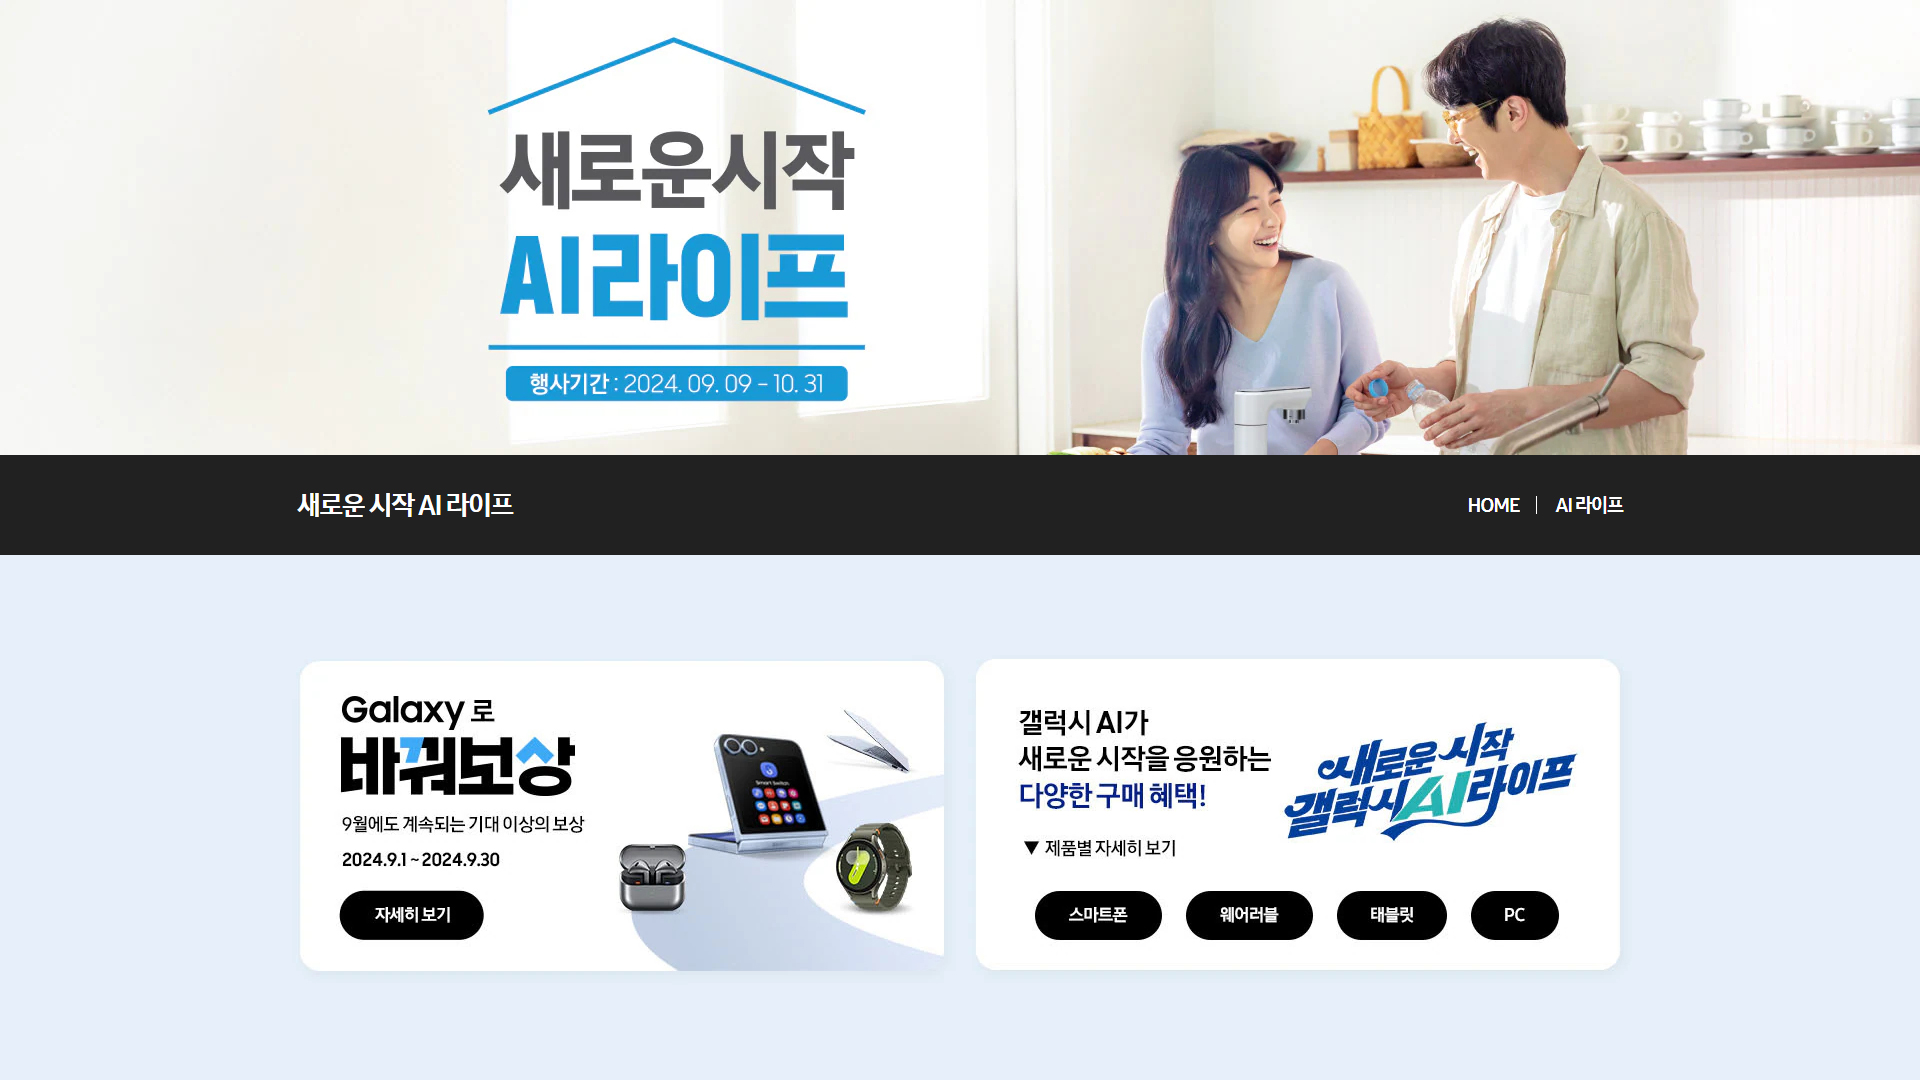 새로운시작
AI라이프
행사기간 : 2024. 09. 09 - 10. 31
새로운 시작 AI 라이프
HOME
AI 라이프
Galaxy 로
바꿔보상
9월에도 계속되는 기대 이상의 보상
2024.9.1 ~ 2024.9.30
자세히 보기
Smart Switch
갤럭시 AI가
새로운 시작을 응원하는
다양한 구매 혜택!
▼ 제품별 자세히 보기
새로운 시작
갤럭시 AI 라이프
스마트폰
웨어러블
태블릿
PC